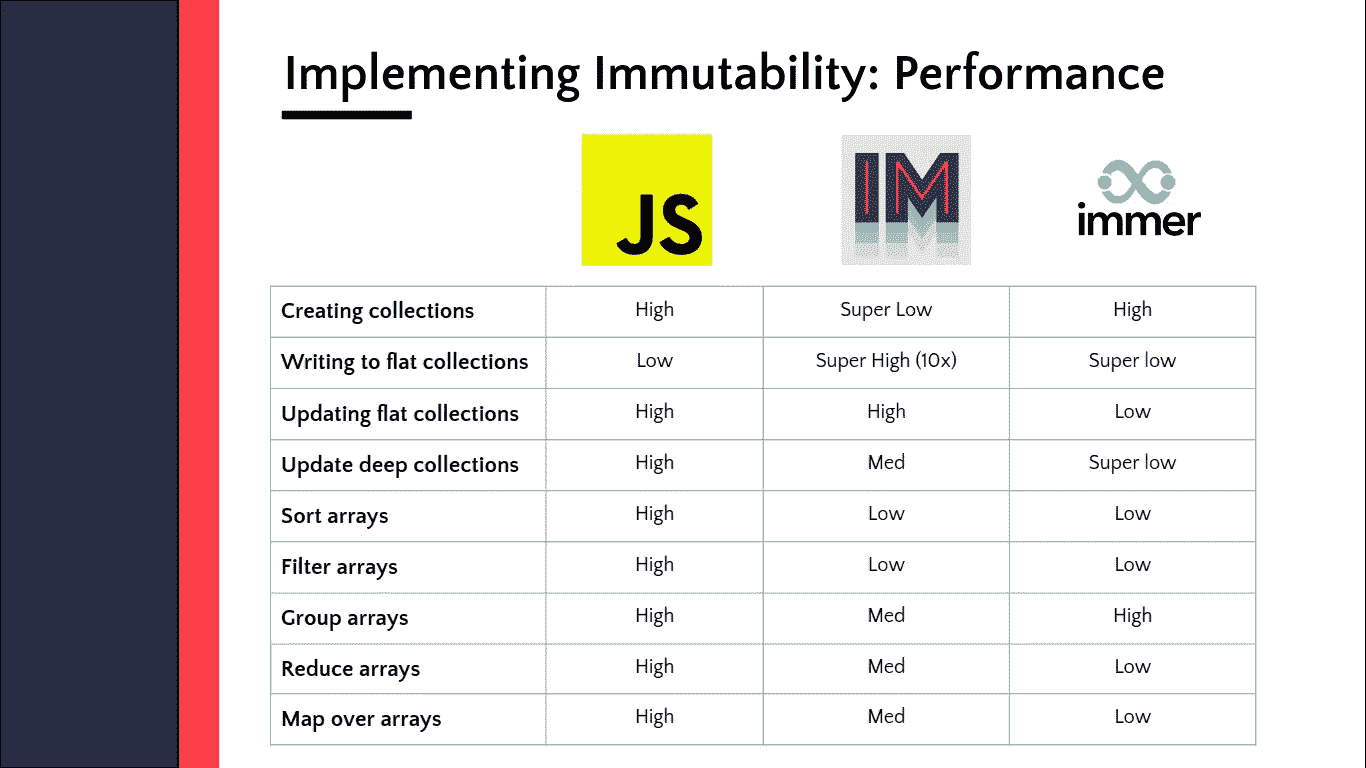 Implementing Immutability: Performance
JS IM immer
Creating collections High Super Low High
Writing to flat collections Low Super High (10x) Super low
Updating flat collections High High Low
Update deep collections High Med Super low
Sort arrays High Low Low
Filter arrays High Low Low
Group arrays High Med High
Reduce arrays High Med Low
Map over arrays High Med Low